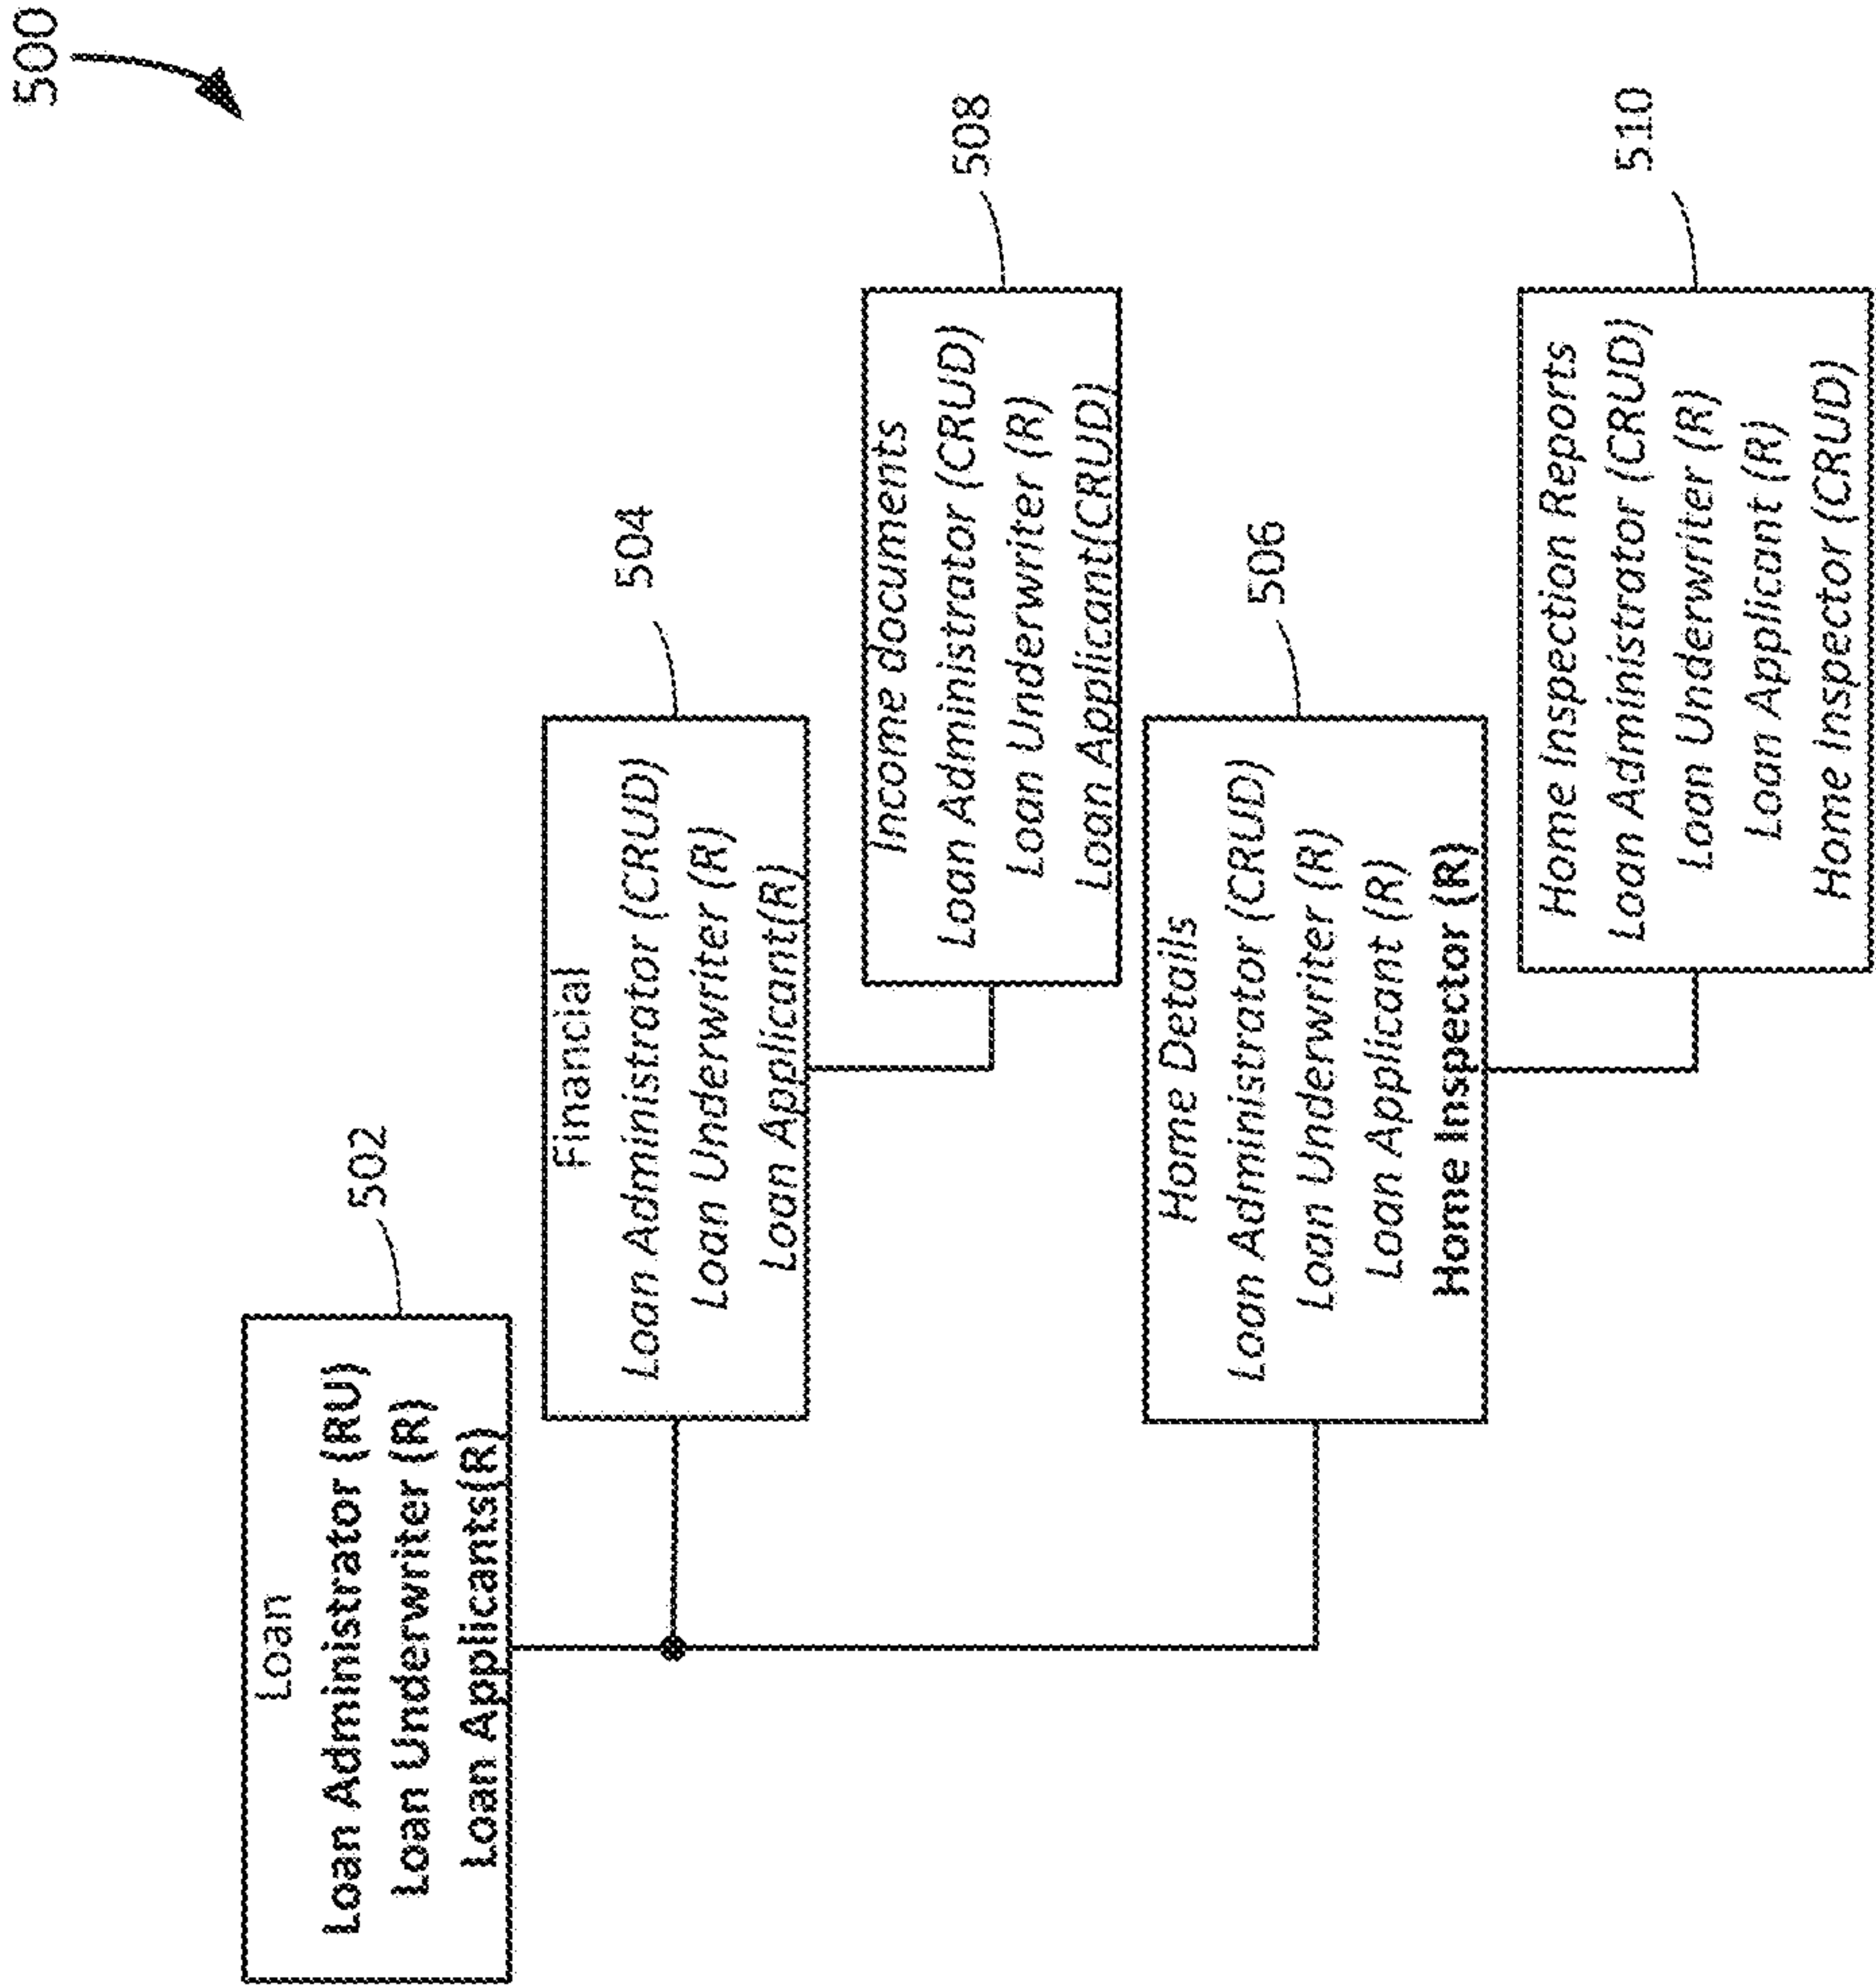 500
Loan
Loan Administrator (RU)
Loan Underwriter (R)
Loan Applicants(R)
502
Financial
Loan Administrator (CRUD)
Loan Underwriter (R)
Loan Applicant(R)
504
Income documents
Loan Administrator (CRUD)
Loan Underwriter (R)
Loan Applicant(CRUD)
508
Home Details
Loan Administrator (CRUD)
Loan Underwriter (R)
Loan Applicant (R)
Home Inspector (R)
506
Home Inspection Reports
Loan Administrator (CRUD)
Loan Underwriter (R)
Loan Applicant (R)
Home Inspector (CRUD)
510